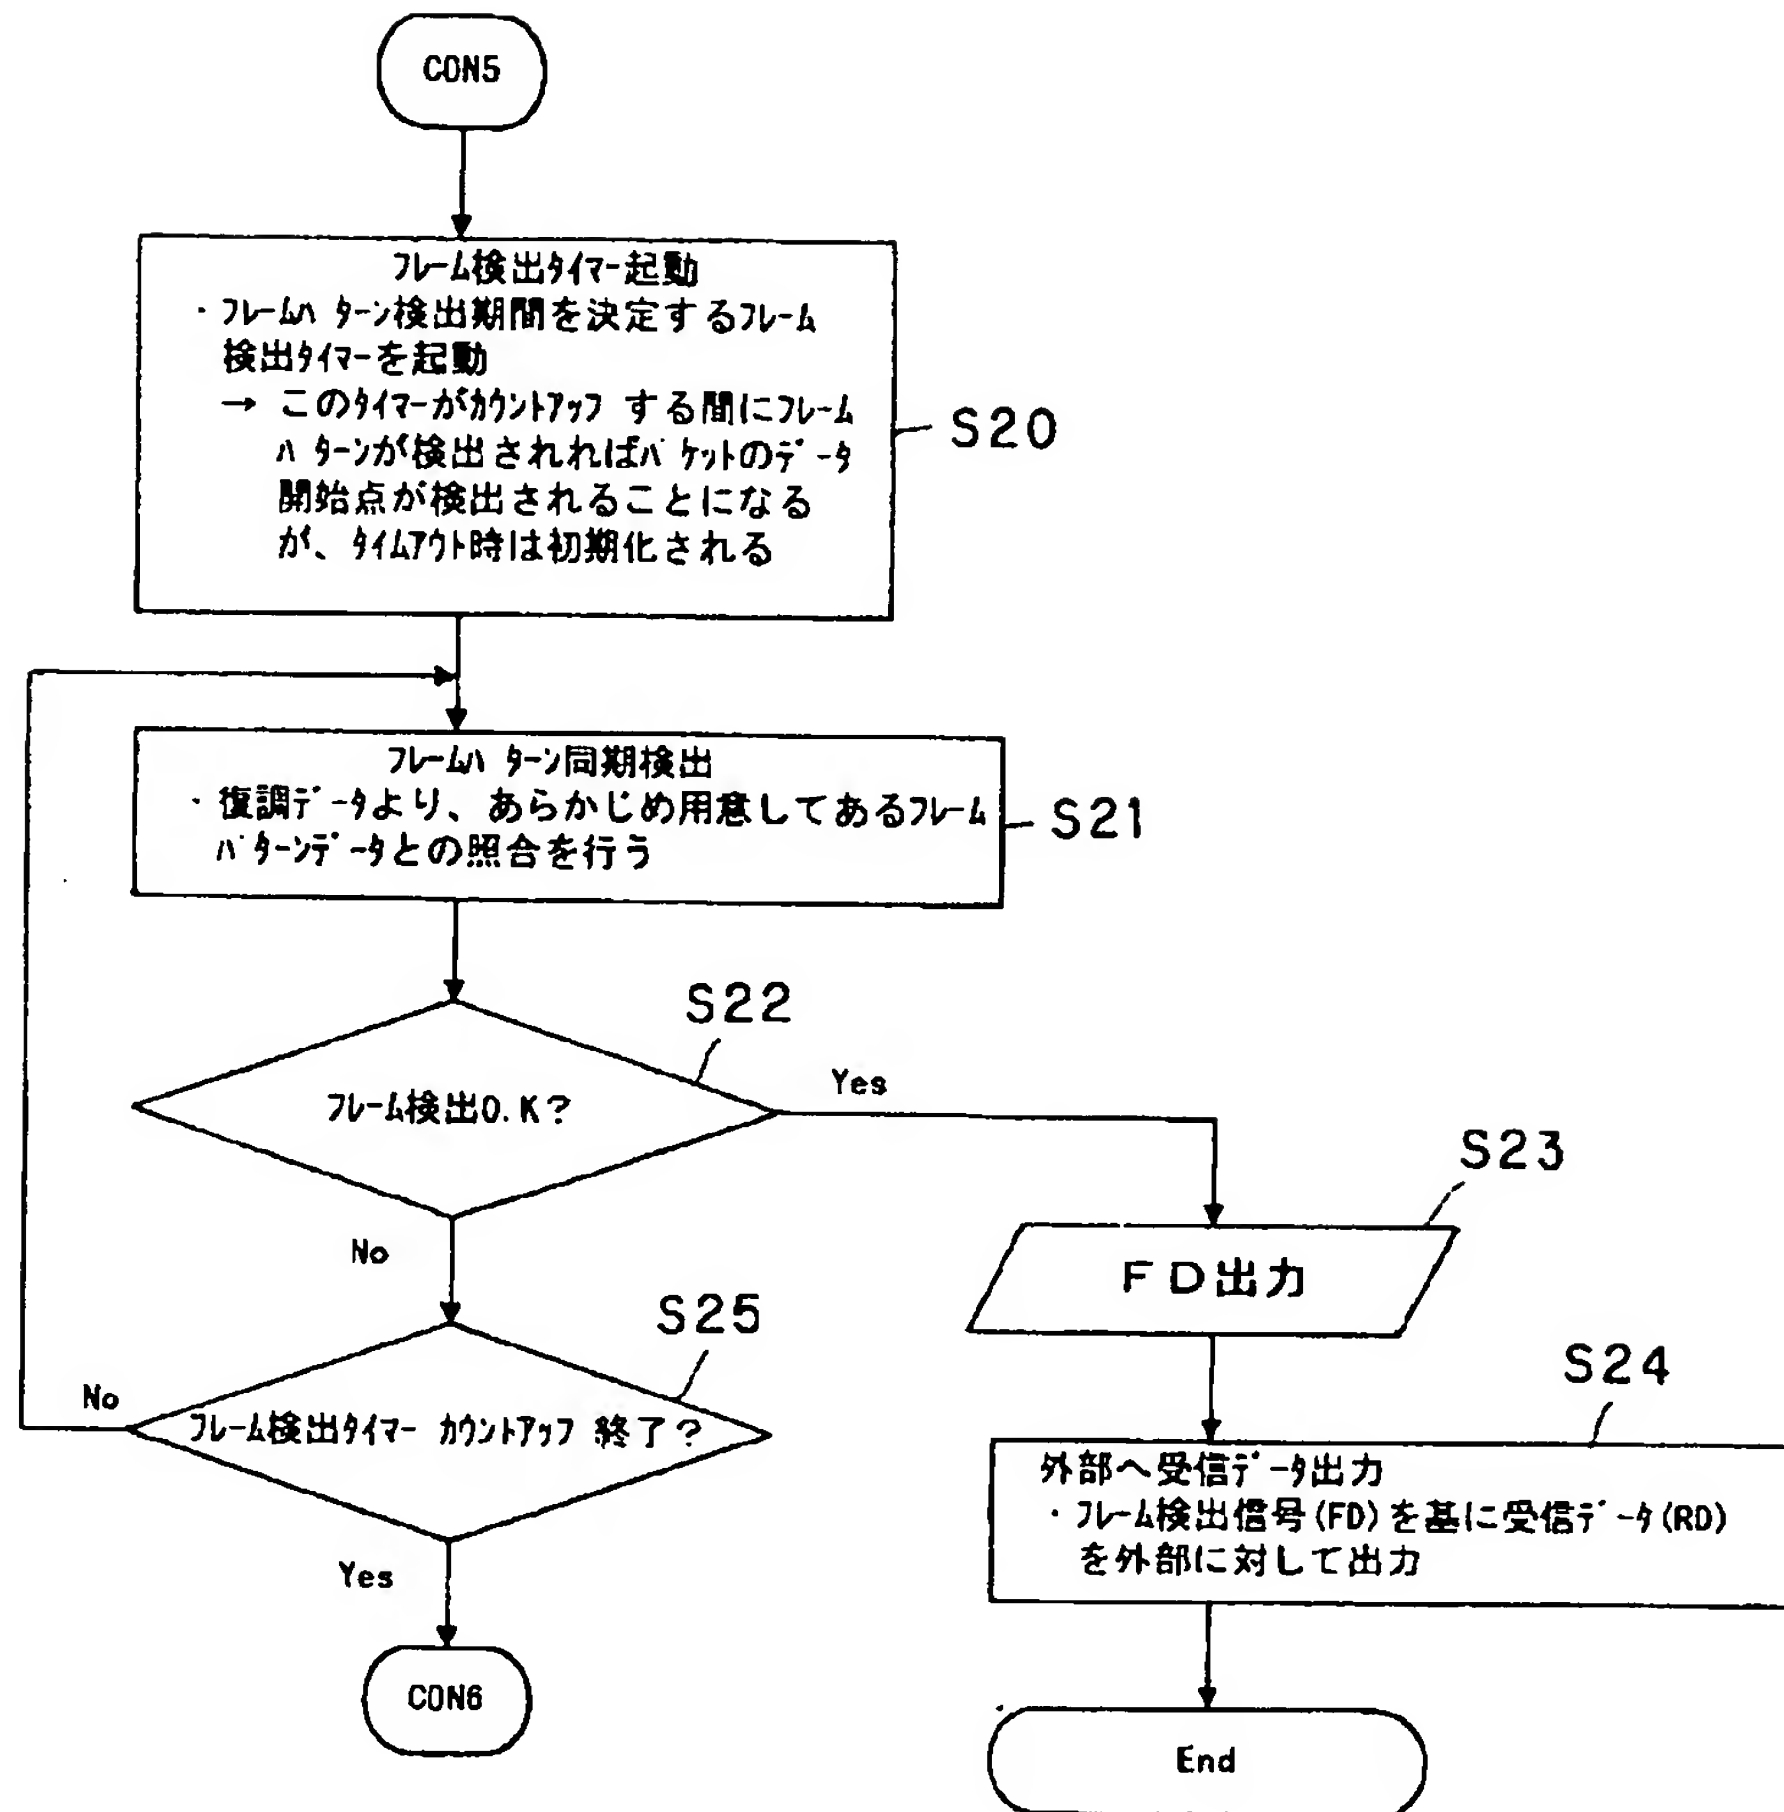 CON5
フレーム検出タイマー起動
・フレームパターン検出期間を決定するフレーム
検出タイマーを起動
→ このタイマーがカウントアップ する間にフレーム
パターンが検出されればパケットのデータ
開始点が検出されることになる
が、タイムアウト時は初期化される
S20
フレームパターン同期検出
・復調データより、あらかじめ用意してあるフレーム
パターンデータとの照合を行う
S21
S22
フレーム検出O.K?
Yes
No
S23
FD出力
S25
フレーム検出タイマー カウントアップ 終了?
No
Yes
S24
外部へ受信データ出力
・フレーム検出信号(FD)を基に受信データ(RD)
を外部に対して出力
CON6
End